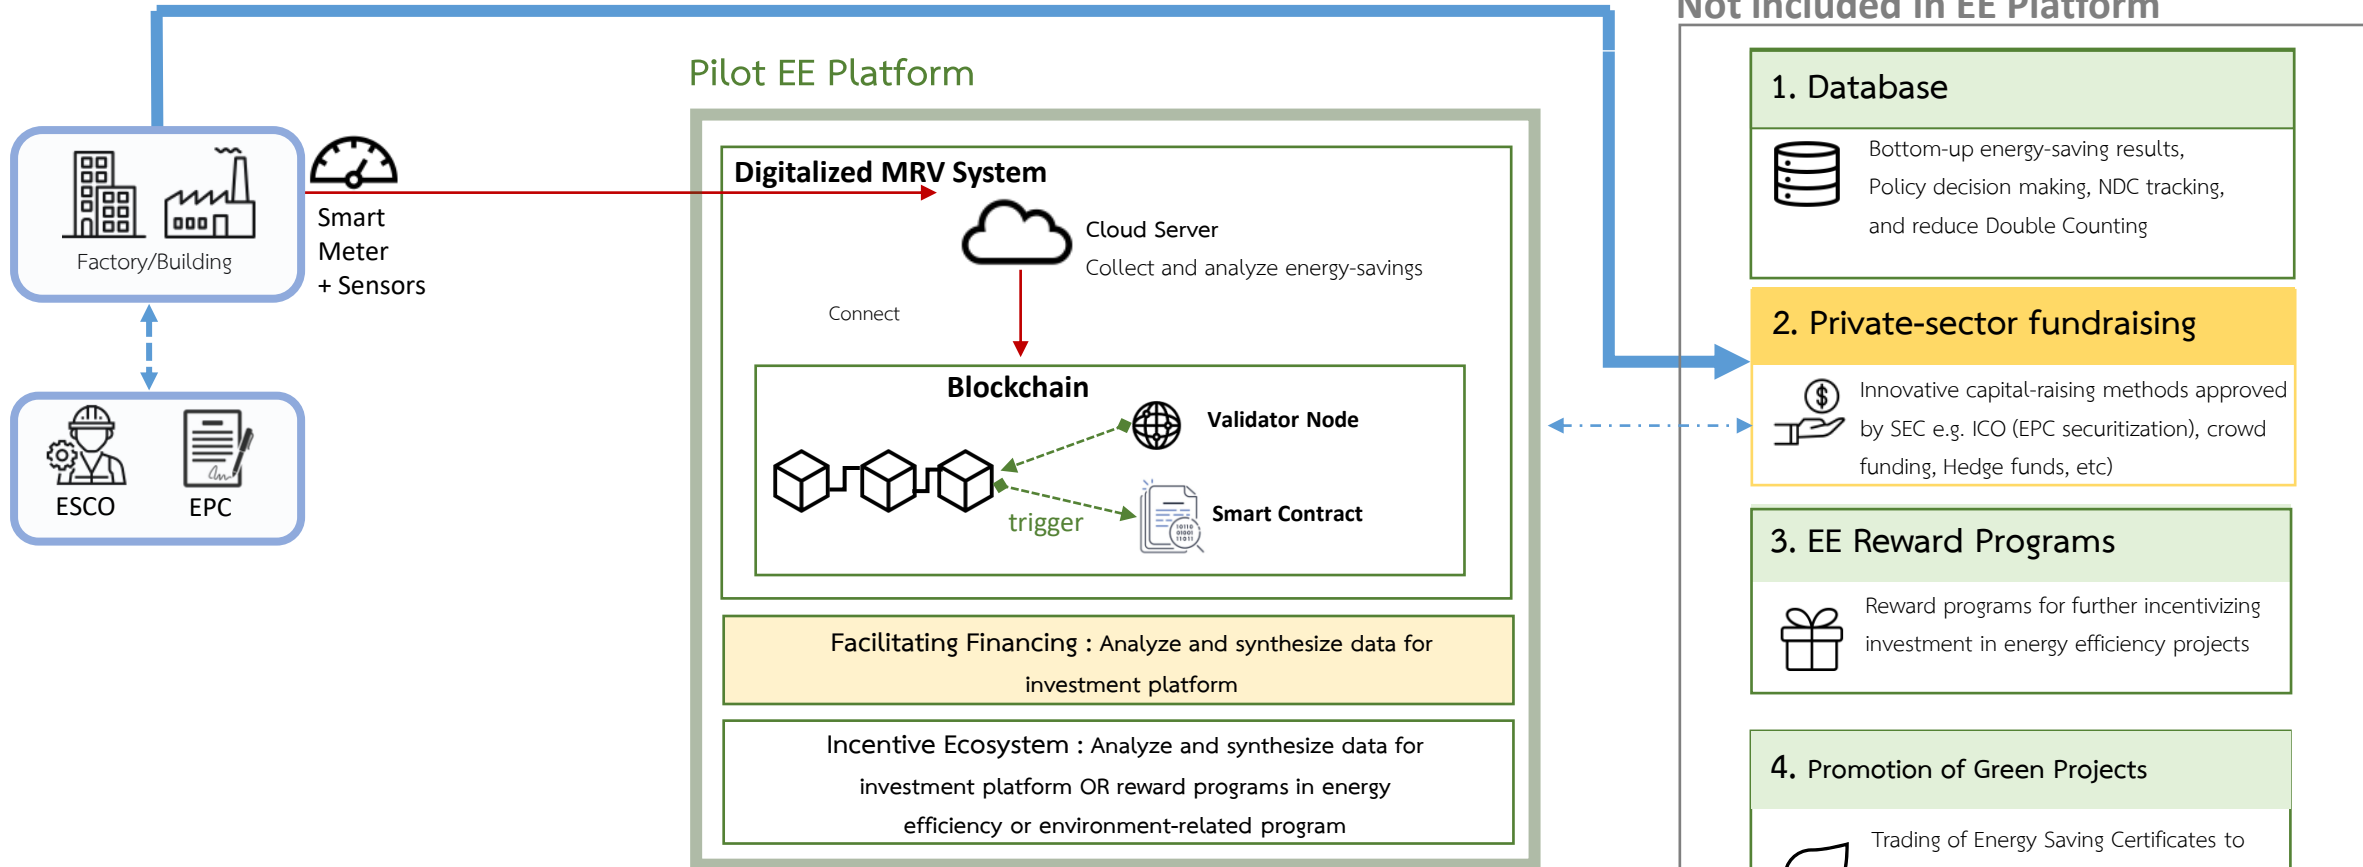 Not included in EE Platform
Pilot EE Platform
Factory/Building
Smart
Meter
+ Sensors
ESCO
EPC
Digitalized MRV System
Cloud Server
Collect and analyze energy-savings
Connect
Blockchain
Validator Node
trigger
Smart Contract
10110
01001
11011
Facilitating Financing : Analyze and synthesize data for
investment platform
Incentive Ecosystem : Analyze and synthesize data for
investment platform OR reward programs in energy
efficiency or environment-related program
1. Database
Bottom-up energy-saving results,
Policy decision making, NDC tracking,
and reduce Double Counting
2. Private-sector fundraising
Innovative capital-raising methods approved
by SEC e.g. ICO (EPC securitization), crowd
funding, Hedge funds, etc)
3. EE Reward Programs
Reward programs for further incentivizing
investment in energy efficiency projects
4. Promotion of Green Projects
Trading of Energy Saving Certificates to